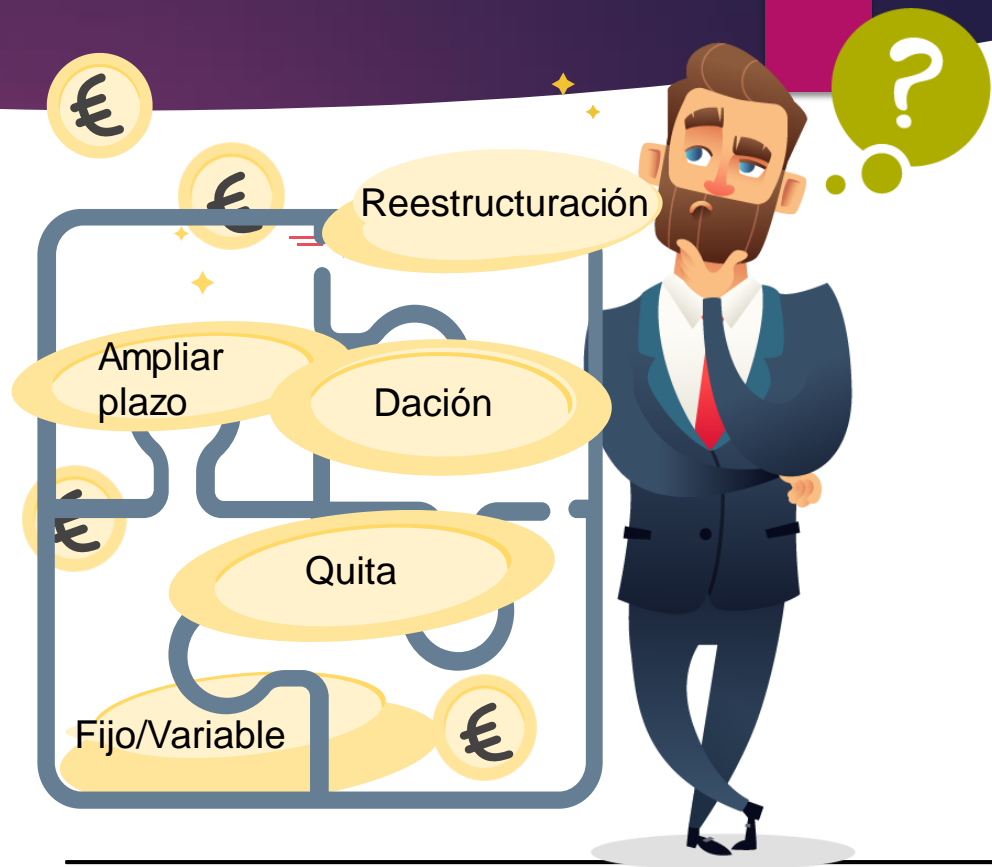 Reestructuración
Ampliar
plazo
Dación
Quita
Fijo/Variable